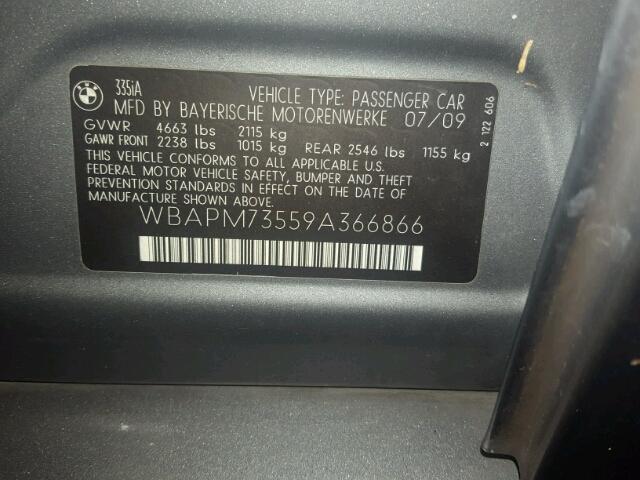 BMW
335iA
VEHICLE TYPE: PASSENGER CAR
MFD BY BAYERISCHE MOTORENWERKE 07/09
GVWR 4663 lbs 2115 kg
GAWR FRONT 2238 lbs 1015 kg REAR 2546 lbs 1155 kg
THIS VEHICLE CONFORMS TO ALL APPLICABLE U.S.
FEDERAL MOTOR VEHICLE SAFETY, BUMPER AND THEFT
PREVENTION STANDARDS IN EFFECT ON THE DATE OF
MANUFACTURE SHOWN ABOVE.
WBAPM73559A366866
2 122 606